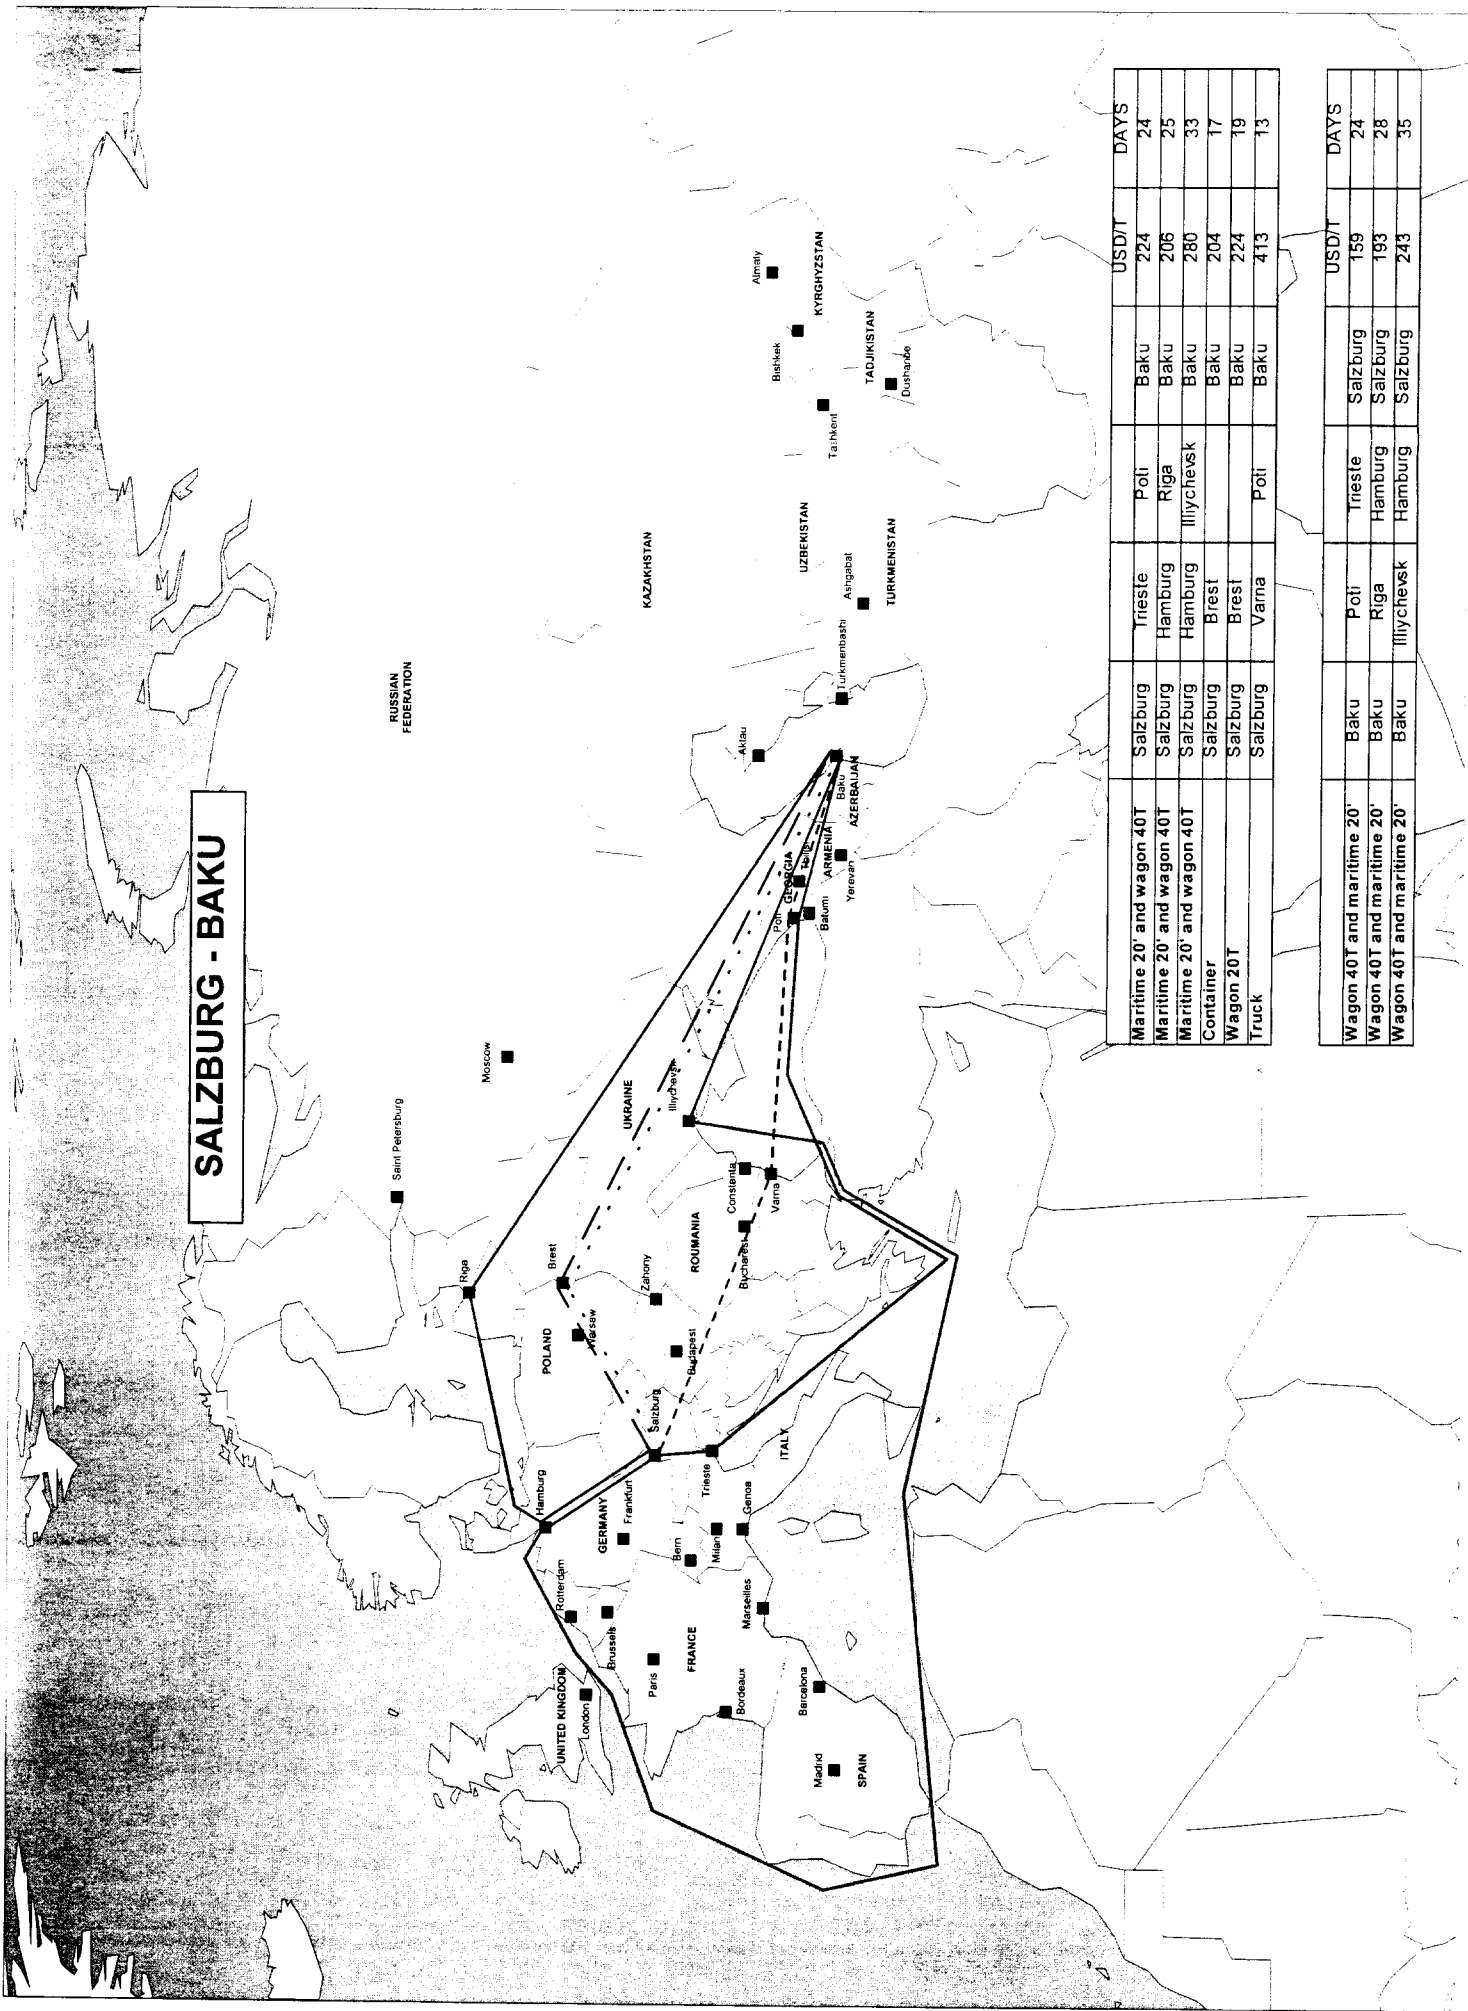 SALZBURG - BAKU
RUSSIAN
FEDERATION
Saint Petersburg
Moscow
Riga
Hamburg
Brest
POLAND
Warsaw
UKRAINE
KAZAKHSTAN
Rotterdam
UNITED KINGDOM
London
Brussels
GERMANY
Frankfurt
Salzburg
Zahony
Illiychevsk
Paris
FRANCE
Bern
Budapest
ROUMANIA
Trieste
Milan
Genoa
ITALY
Bordeaux
Marseilles
Barcelona
Madrid
SPAIN
Bucharest
Constanta
Varna
Poti
GEORGIA
Batumi
ARMENIA
Yerevan
Baku
AZERBAIJAN
Aktau
Turkmenbashi
Ashgabat
TURKMENISTAN
UZBEKISTAN
Tashkent
Bishkek
Almaty
KYRGHYZSTAN
TADJIKISTAN
Dushanbe
USD/T DAYS
Maritime 20' and wagon 40T Salzburg Trieste Poti Baku 224 24
Maritime 20' and wagon 40T Salzburg Hamburg Riga Baku 206 25
Maritime 20' and wagon 40T Salzburg Hamburg Illiychevsk Baku 280 33
Container Salzburg Brest Baku 204 17
Wagon 20T Salzburg Brest Baku 224 19
Truck Salzburg Varna Poti Baku 413 13
USD/T DAYS
Wagon 40T and maritime 20' Baku Poti Trieste Salzburg 159 24
Wagon 40T and maritime 20' Baku Riga Hamburg Salzburg 193 28
Wagon 40T and maritime 20' Baku Illiychevsk Hamburg Salzburg 243 35